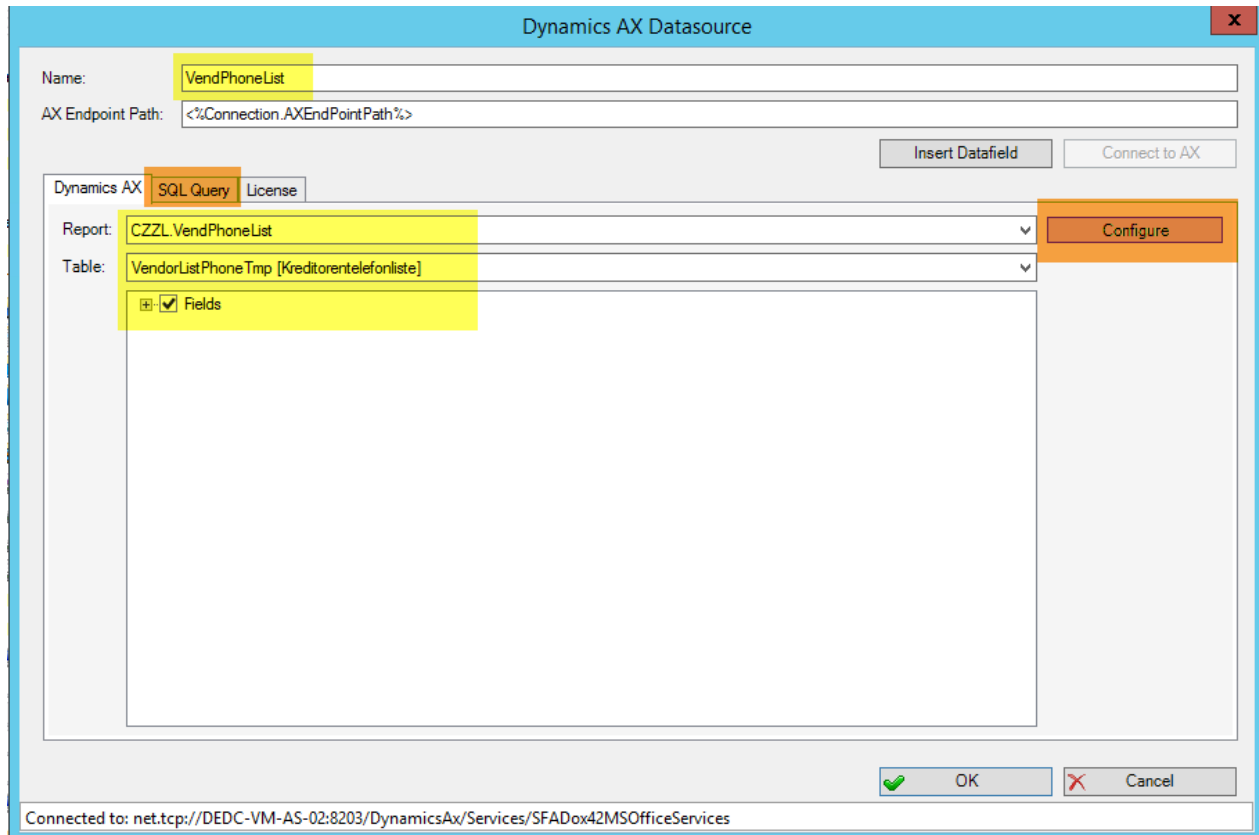 Dynamics AX Datasource
x
Name: VendPhoneList
AX Endpoint Path: <%Connection.AXEndPointPath%>
Insert Datafield Connect to AX
Dynamics AX SQL Query License
Report: CZZL.VendPhoneList Configure
Table: VendorListPhoneTmp [Kreditorentelefonliste]
Fields
OK Cancel
Connected to: net.tcp://DEDC-VM-AS-02:8203/DynamicsAx/Services/SFADox42MSOfficeServices